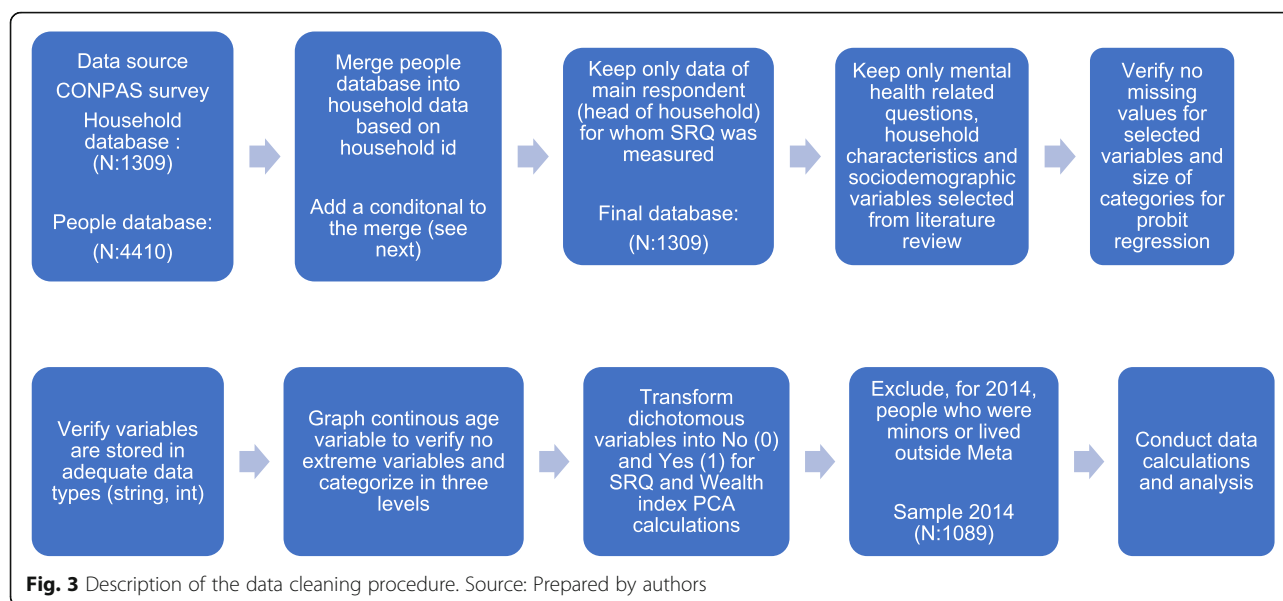 Data source
CONPAS survey
Household
database :
(N:1309)
People database:
(N:4410)
Merge people
database into
household data
based on
household id
Add a conditonal to
the merge (see
next)
Keep only data of
main respondent
(head of household)
for whom SRQ was
measured
Final database:
(N:1309)
Keep only mental
health related
questions,
household
characteristics and
sociodemographic
variables selected
from literature
review
Verify no
missing
values for
selected
variables and
size of
categories for
probit
regression
Verify variables
are stored in
adequate data
types (string, int)
Graph continous age
variable to verify no
extreme variables and
categorize in three
levels
Transform
dichotomous
variables into No (0)
and Yes (1) for
SRQ and Wealth
index PCA
calculations
Exclude, for 2014,
people who were
minors or lived
outside Meta
Sample 2014
(N:1089)
Conduct data
calculations
and analysis
Fig. 3 Description of the data cleaning procedure. Source: Prepared by authors